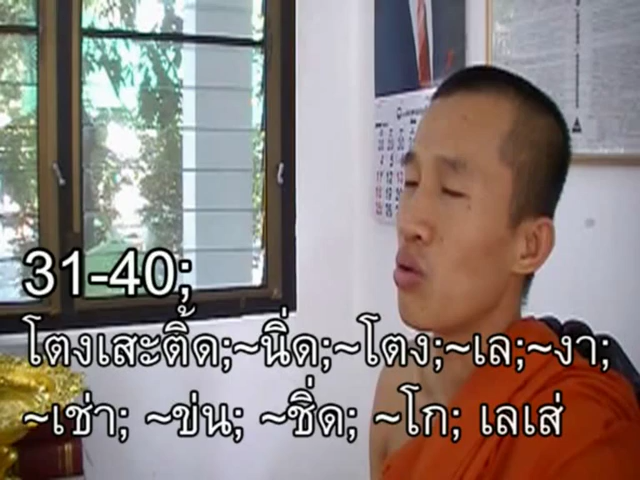 31-40;
โตงเสะติ้ด;~นิ่ด;~โตง;~เล;~งา;
~เช่า; ~ข่น; ~ชิ่ด; ~โก; เลเส่